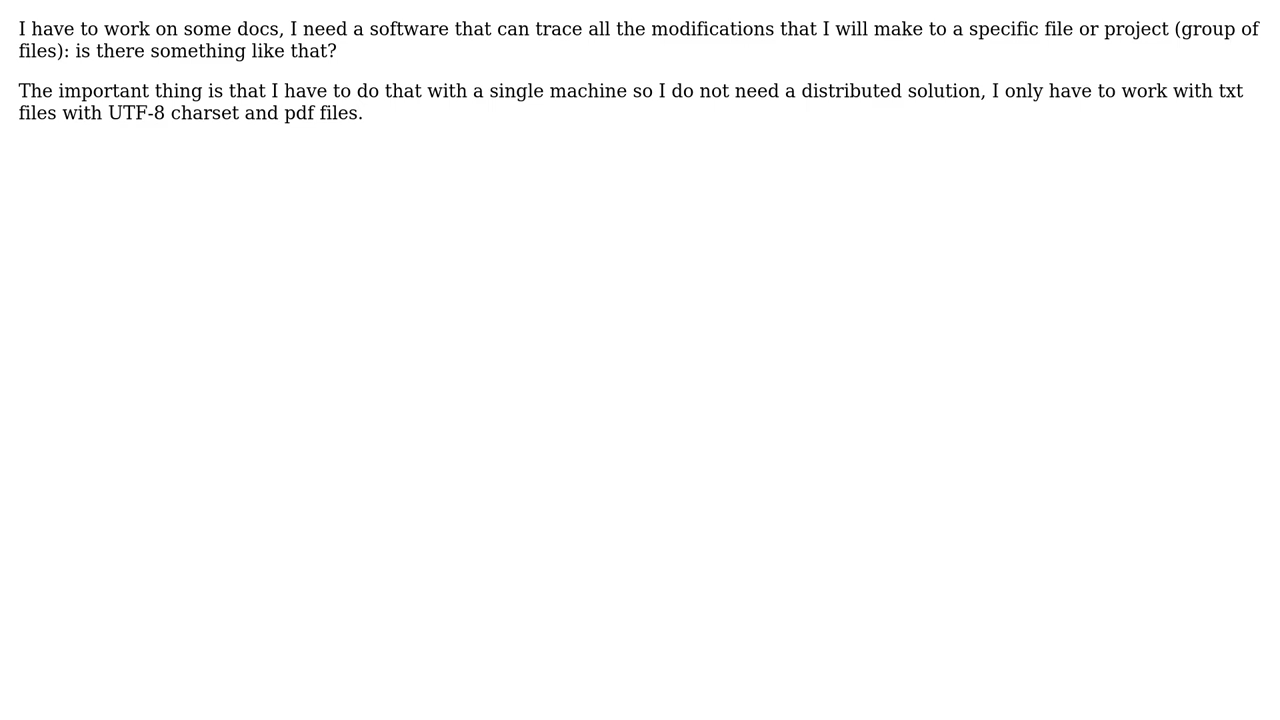 I have to work on some docs, I need a software that can trace all the modifications that I will make to a specific file or project (group of
files): is there something like that?
The important thing is that I have to do that with a single machine so I do not need a distributed solution, I only have to work with txt
files with UTF-8 charset and pdf files.